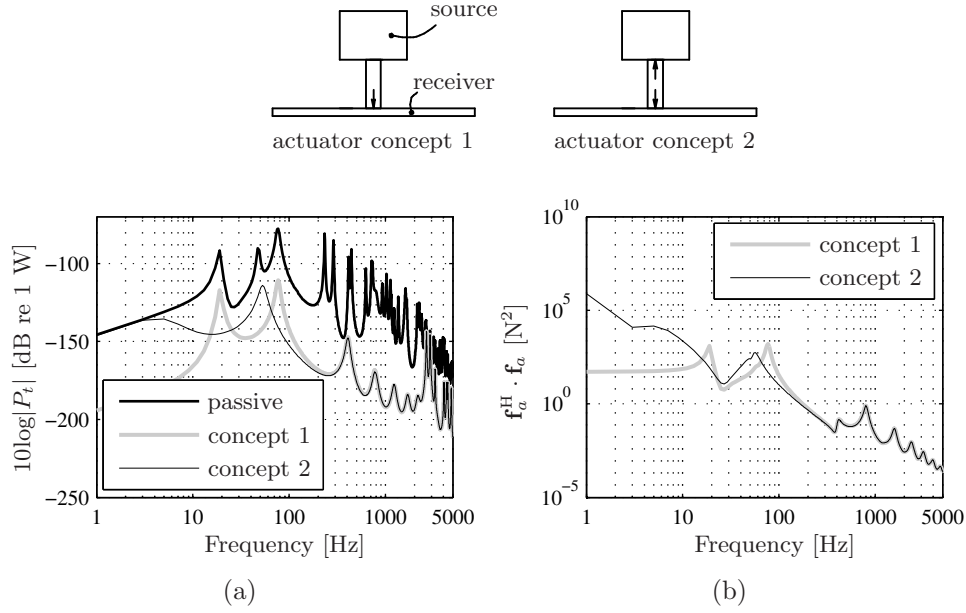 source
receiver
actuator concept 1
actuator concept 2
10log|P_t| [dB re 1 W]
-100
-150
-200
-250
passive
concept 1
concept 2
1
10
100
1000
5000
Frequency [Hz]
(a)
f_a^H · f_a [N^2]
10^10
10^5
10^0
10^-5
concept 1
concept 2
1
10
100
1000
5000
Frequency [Hz]
(b)